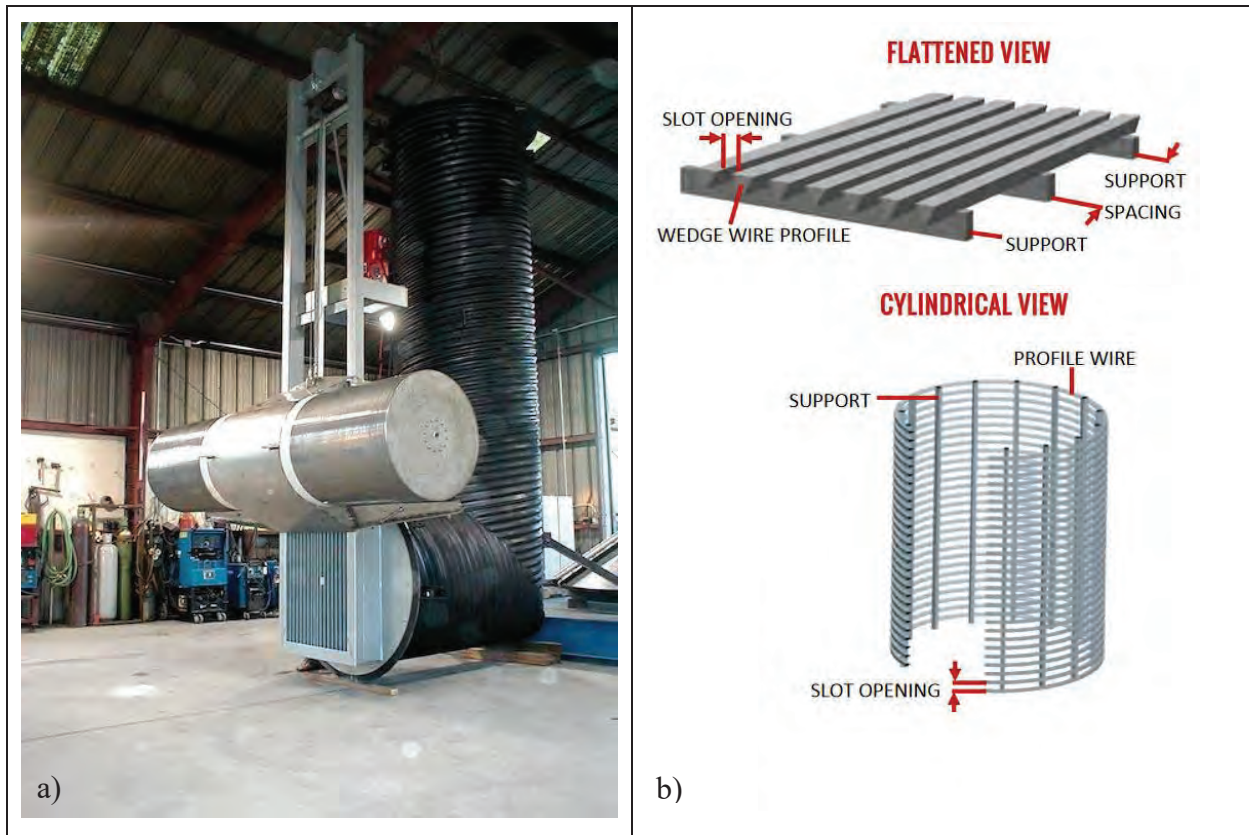 a)
FLATTENED VIEW
SLOT OPENING
SUPPORT
SPACING
WEDGE WIRE PROFILE
SUPPORT
CYLINDRICAL VIEW
PROFILE WIRE
SUPPORT
SLOT OPENING
b)